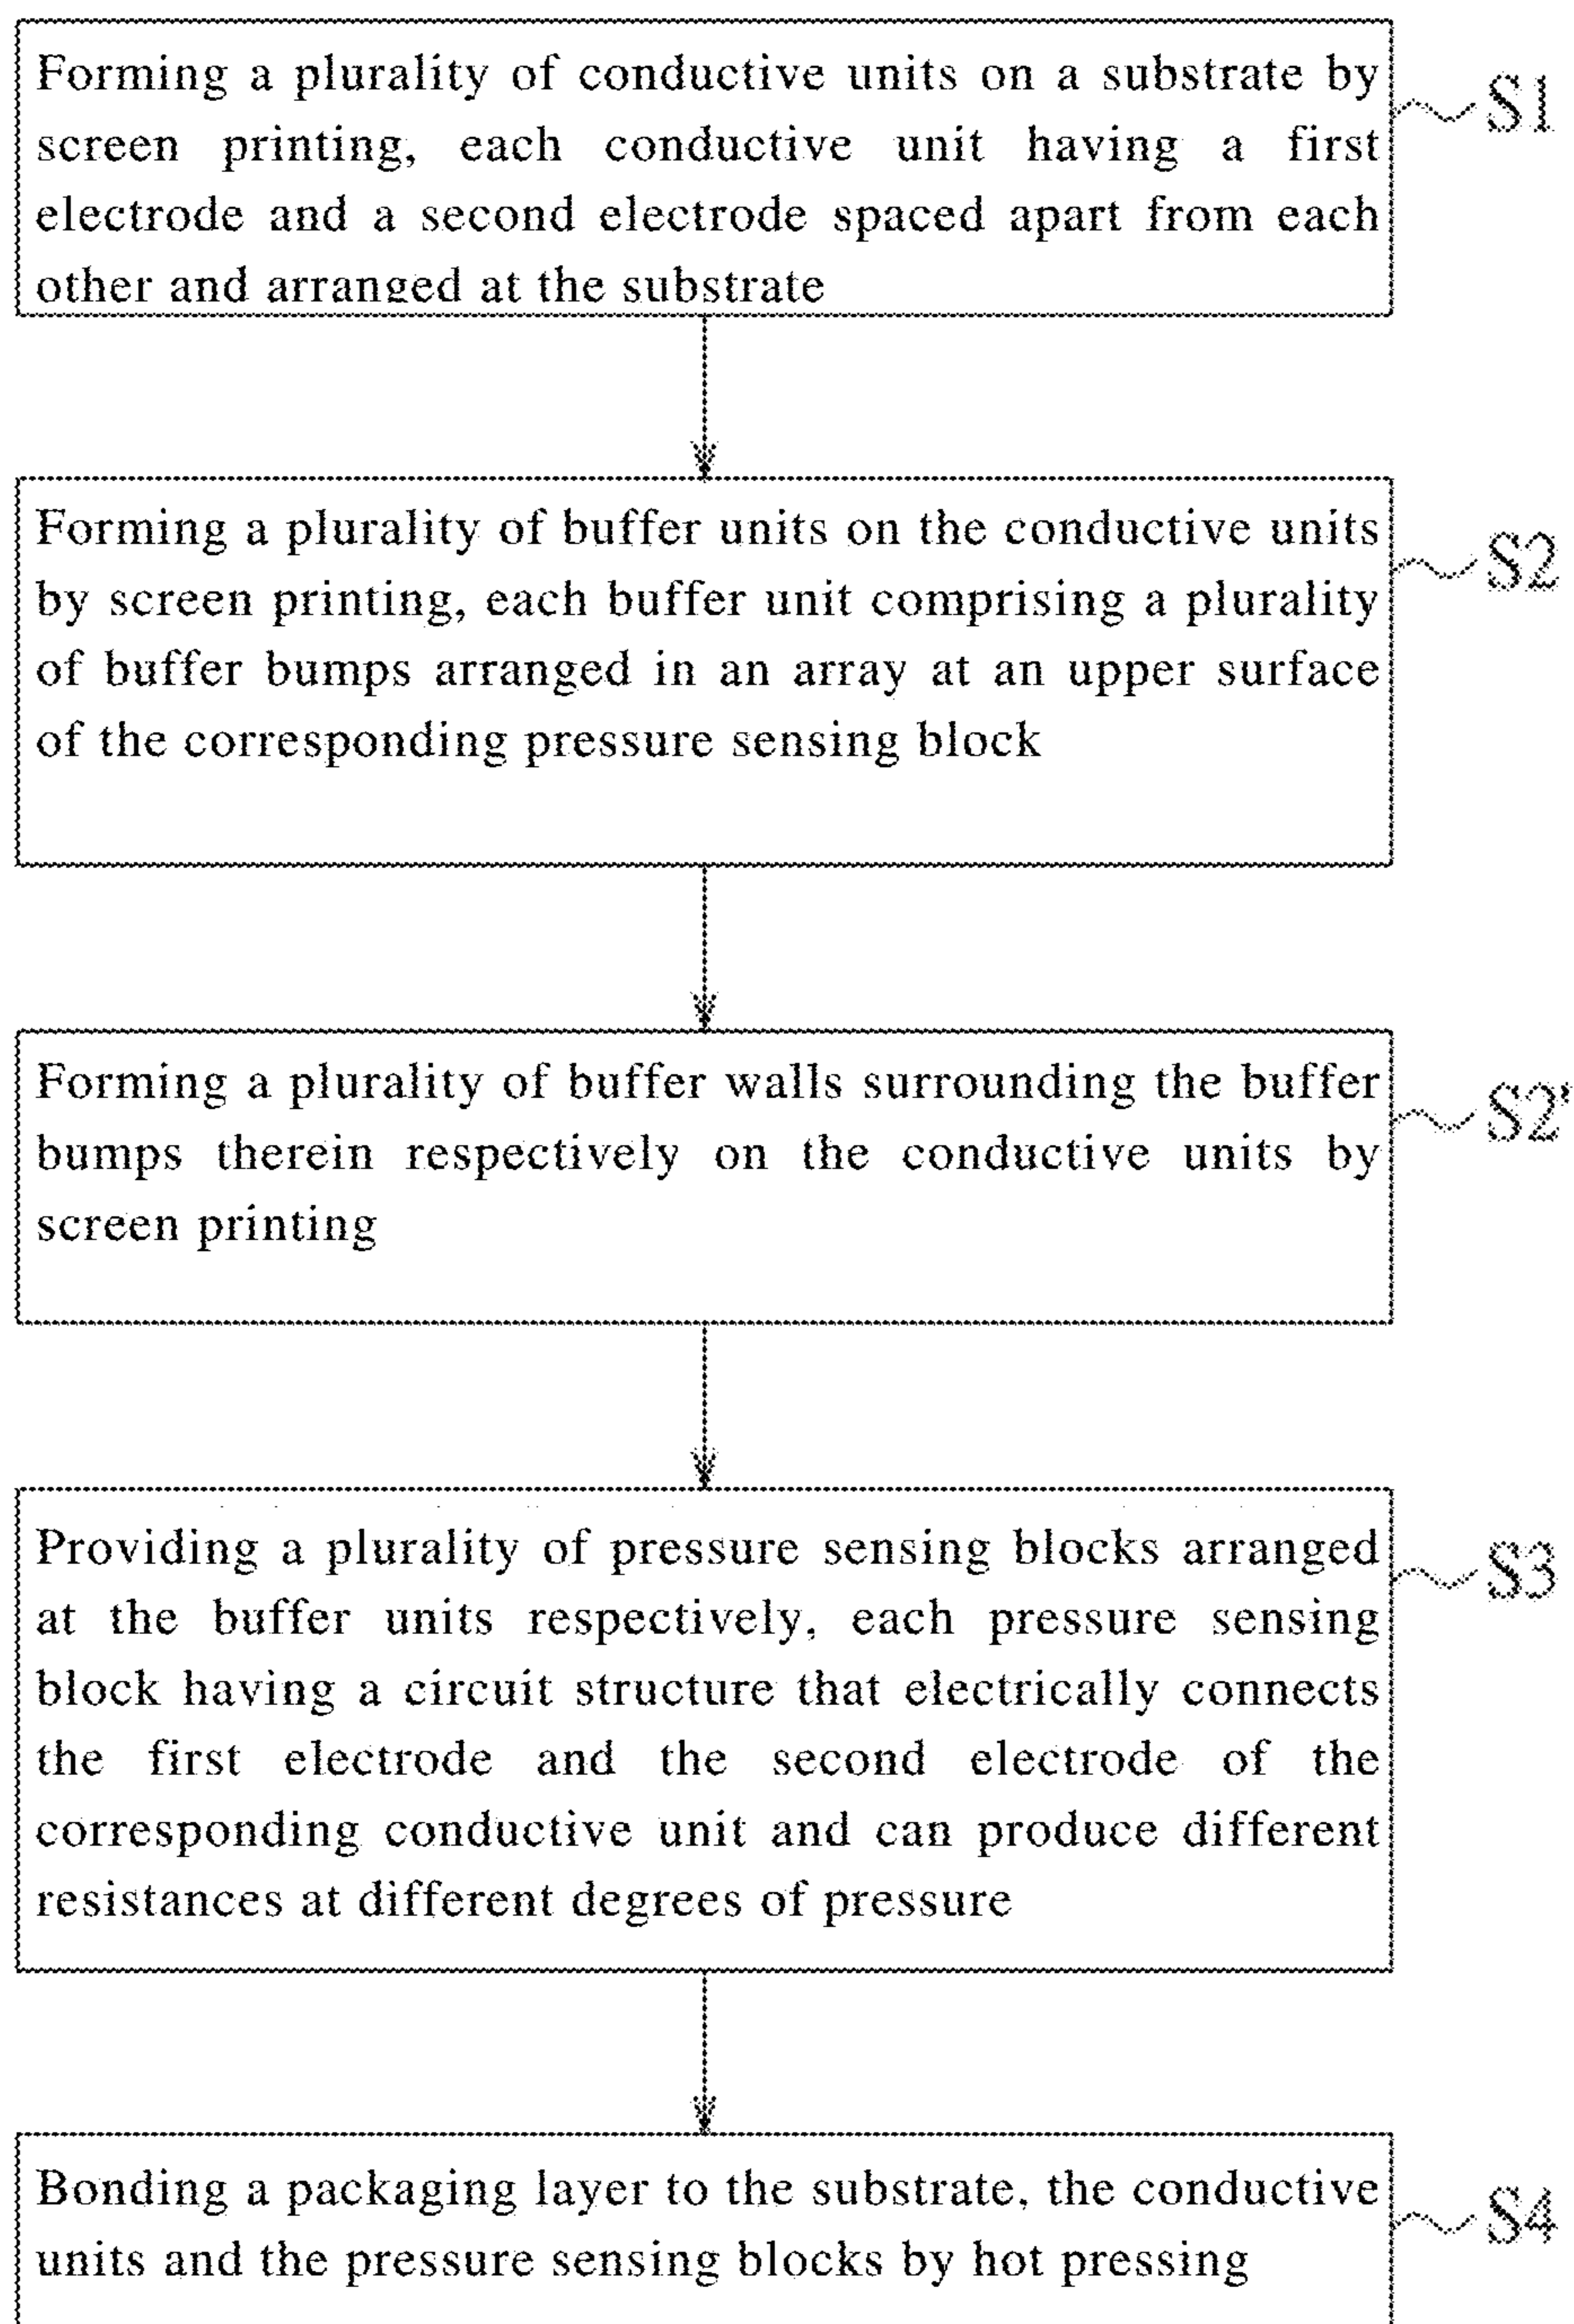 Forming a plurality of conductive units on a substrate by
screen printing, each conductive unit having a first
electrode and a second electrode spaced apart from each
other and arranged at the substrate
S1
Forming a plurality of buffer units on the conductive units
by screen printing, each buffer unit comprising a plurality
of buffer bumps arranged in an array at an upper surface
of the corresponding pressure sensing block
S2
Forming a plurality of buffer walls surrounding the buffer
bumps therein respectively on the conductive units by
screen printing
S2'
Providing a plurality of pressure sensing blocks arranged
at the buffer units respectively, each pressure sensing
block having a circuit structure that electrically connects
the first electrode and the second electrode of the
corresponding conductive unit and can produce different
resistances at different degrees of pressure
S3
Bonding a packaging layer to the substrate, the conductive
units and the pressure sensing blocks by hot pressing
S4